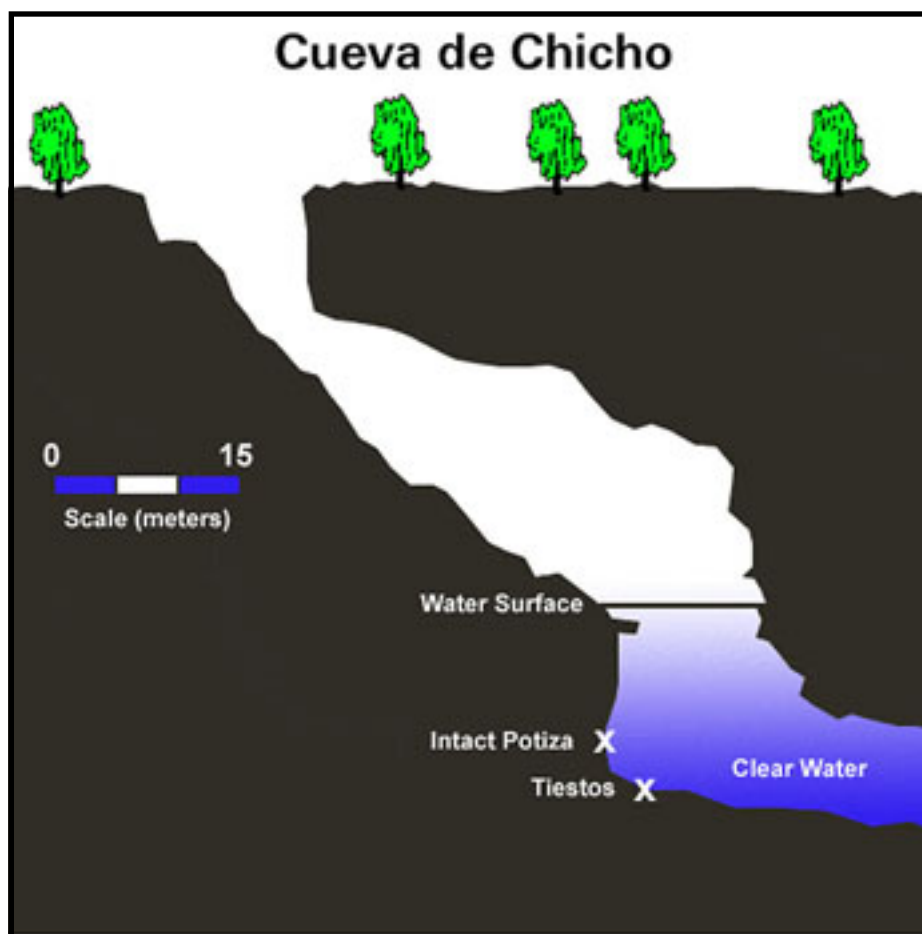 Cueva de Chicho
0 15
Scale (meters)
Water Surface
Intact Potiza X
Clear Water
Tiestos X